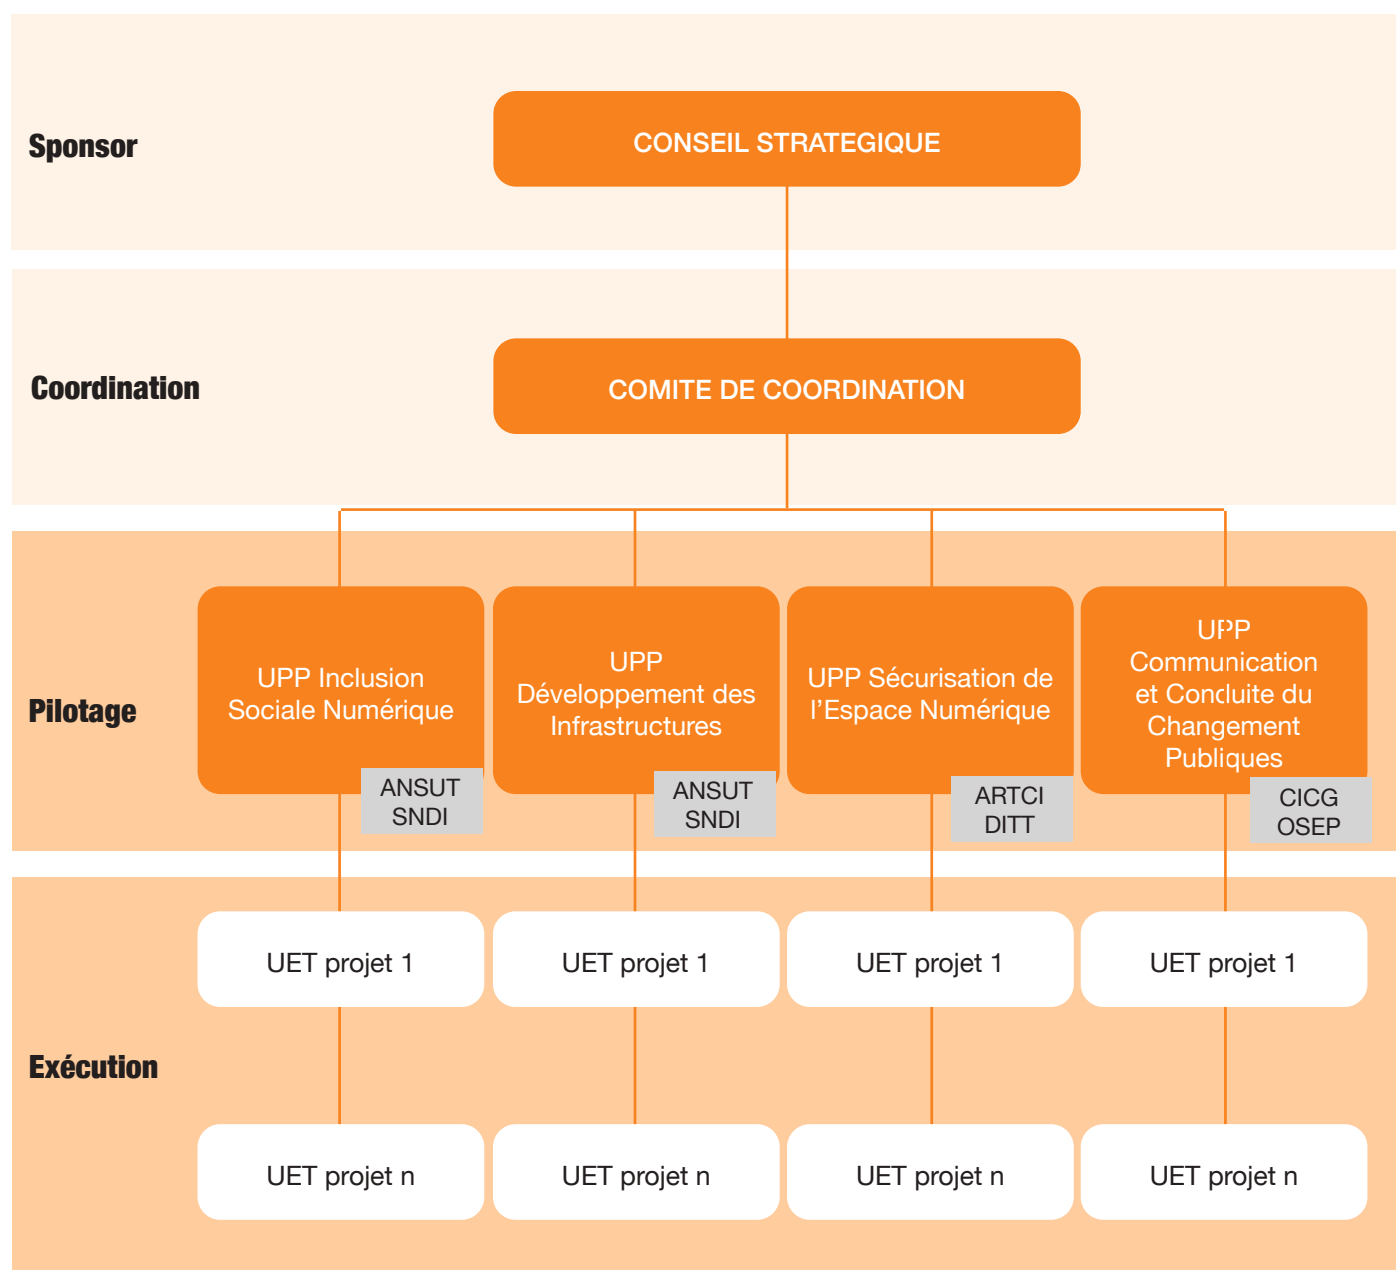 Sponsor
CONSEIL STRATEGIQUE
Coordination
COMITE DE COORDINATION
Pilotage
UPP Inclusion
Sociale Numérique
ANSUT
SNDI
UPP
Développement des
Infrastructures
ANSUT
SNDI
UPP Sécurisation de
l’Espace Numérique
ARTCI
DITT
UPP
Communication
et Concluite du
Changement
Publiques
CICG
OSEP
Exécution
UET projet 1
UET projet 1
UET projet 1
UET projet 1
UET projet n
UET projet n
UET projet n
UET projet n